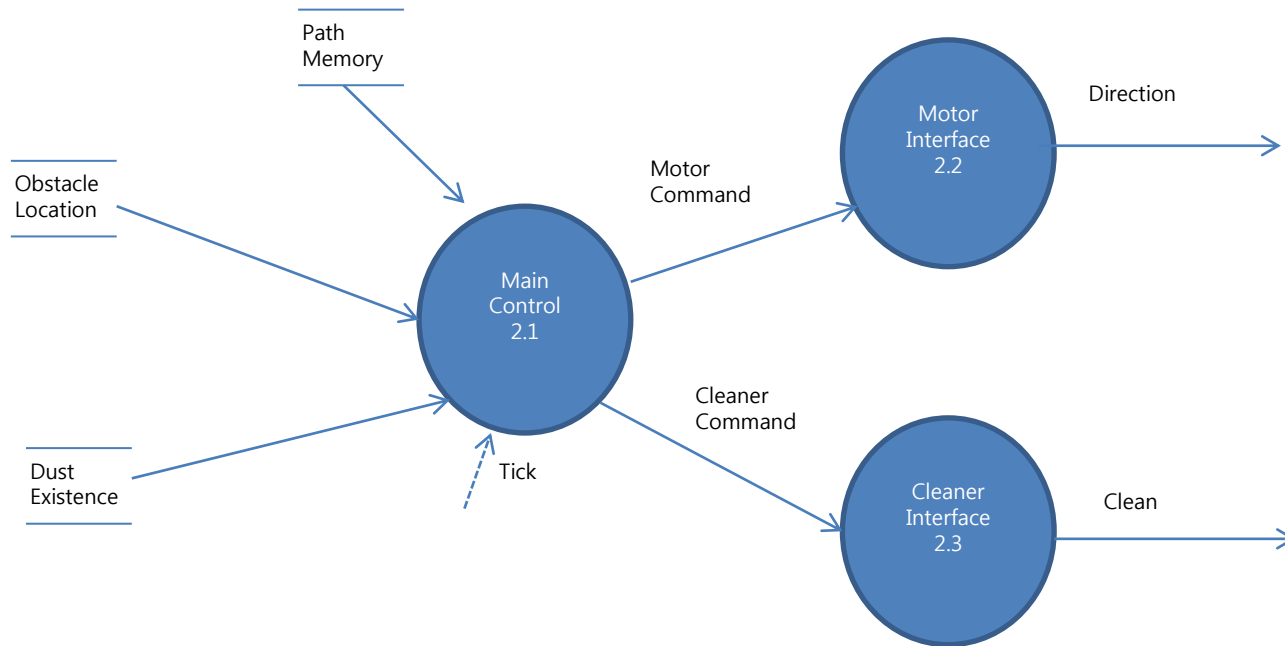 Path
Memory
Obstacle
Location
Dust
Existence
Main
Control
2.1
Tick
Motor
Command
Cleaner
Command
Motor
Interface
2.2
Direction
Cleaner
Interface
2.3
Clean